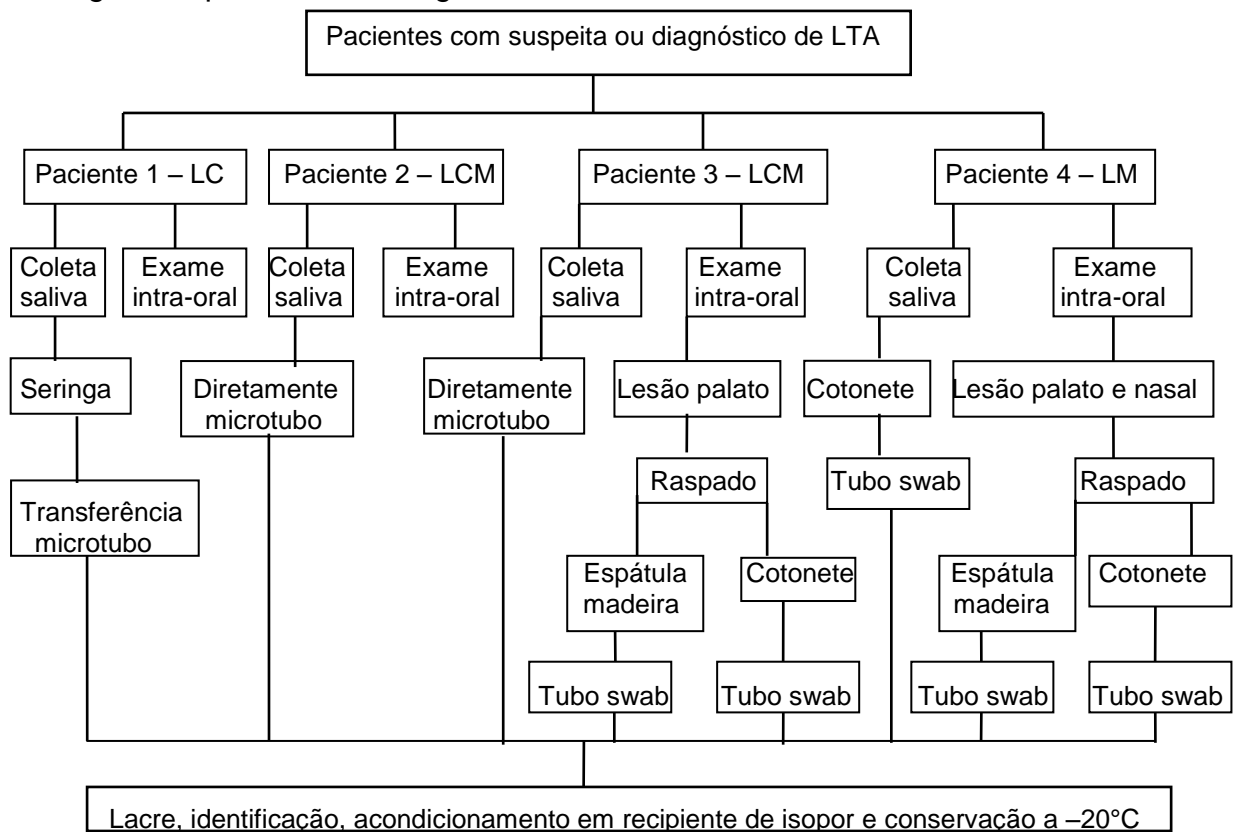 Pacientes com suspeita ou diagnóstico de LTA
Paciente 1 – LC
Paciente 2 – LCM
Paciente 3 – LCM
Paciente 4 – LM
Coleta
saliva
Exame
intra-oral
Coleta
saliva
Exame
intra-oral
Coleta
saliva
Exame
intra-oral
Coleta
saliva
Exame
intra-oral
Seringa
Diretamente
microtubo
Diretamente
microtubo
Lesão palato
Cotonete
Lesão palato e nasal
Transferência
microtubo
Raspado
Tubo swab
Raspado
Espátula
madeira
Cotonete
Espátula
madeira
Cotonete
Tubo swab
Tubo swab
Tubo swab
Tubo swab
Lacre, identificação, acondicionamento em recipiente de isopor e conservação a –20°C